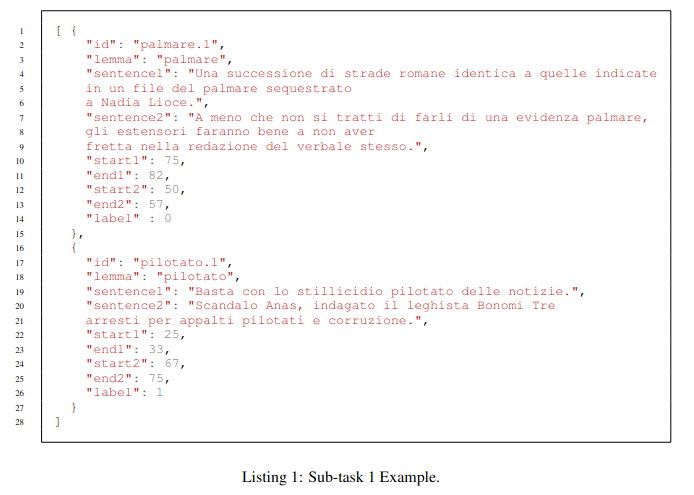 1 [ {
2 "id": "palmare.1",
3 "lemma": "palmare",
4 "sentence1": "Una successione di strade romane identica a quelle indicate
5 in un file del palmare sequestrato
6 a Nadia Lioce.",
7 "sentence2": "A meno che non si tratti di farli di una evidenza palmare,
8 gli estensori faranno bene a non aver
9 fretta nella redazione del verbale stesso.",
10 "start1": 75,
11 "end1": 82,
12 "start2": 50,
13 "end2": 57,
14 "label" : 0
15 },
16 {
17 "id": "pilotato.1",
18 "lemma": "pilotato",
19 "sentence1": "Basta con lo stillicidio pilotato delle notizie.",
20 "sentence2": "Scandalo Anas, indagato il leghista Bonomi Tre
21 arresti per appalti pilotati e corruzione.",
22 "start1": 25,
23 "end1": 33,
24 "start2": 67,
25 "end2": 75,
26 "label": 1
27 }
28 ]
Listing 1: Sub-task 1 Example.